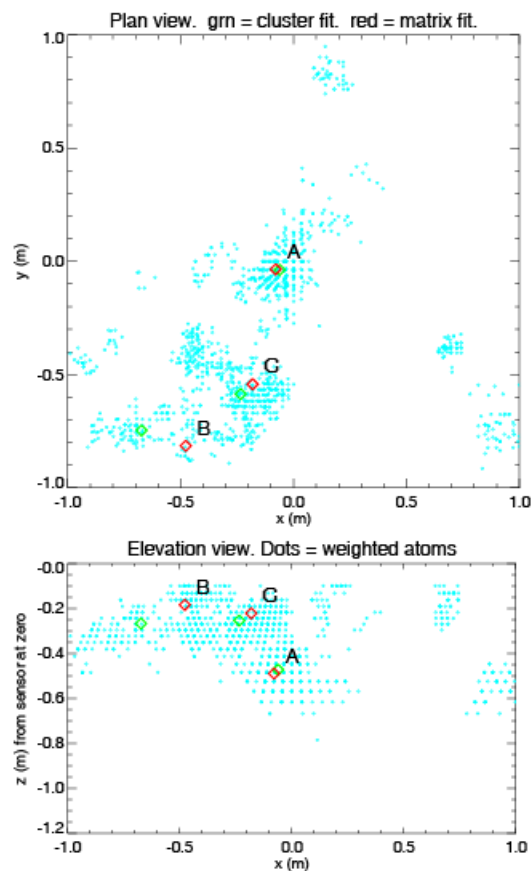 Plan view. grn = cluster fit. red = matrix fit.
1.0
0.5
0.0
-0.5
-1.0
y (m)
A
C
B
-1.0 -0.5 0.0 0.5 1.0
x (m)
Elevation view. Dots = weighted atoms
-0.0
-0.2
-0.4
-0.6
-0.8
-1.0
-1.2
z (m) from sensor at zero
B
C
A
-1.0 -0.5 0.0 0.5 1.0
x (m)